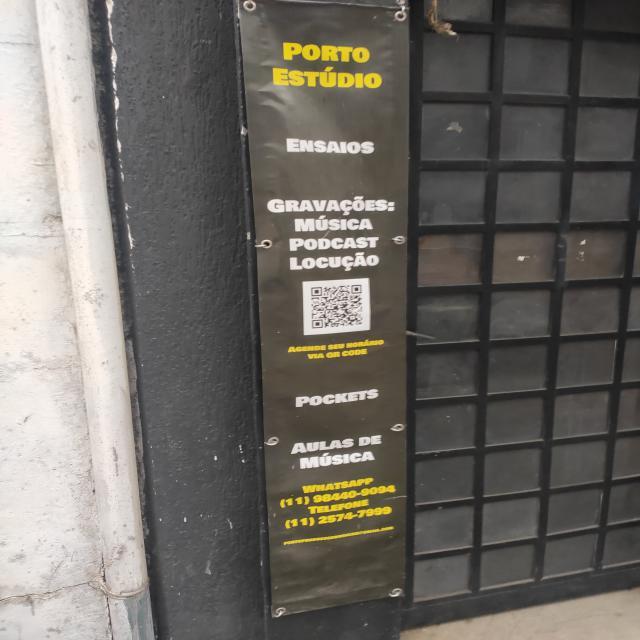 PORTO
ESTÚDIO
ENSAIOS
GRAVAÇÕES:
MÚSICA
PODCAST
LOCUÇÃO
AGENDE SEU HORÁRIO
VIA QR CODE
POCKETS
AULAS DE
MÚSICA
WHATSAPP
(11) 98440-9094
TELEFONE
(11) 2574-7999